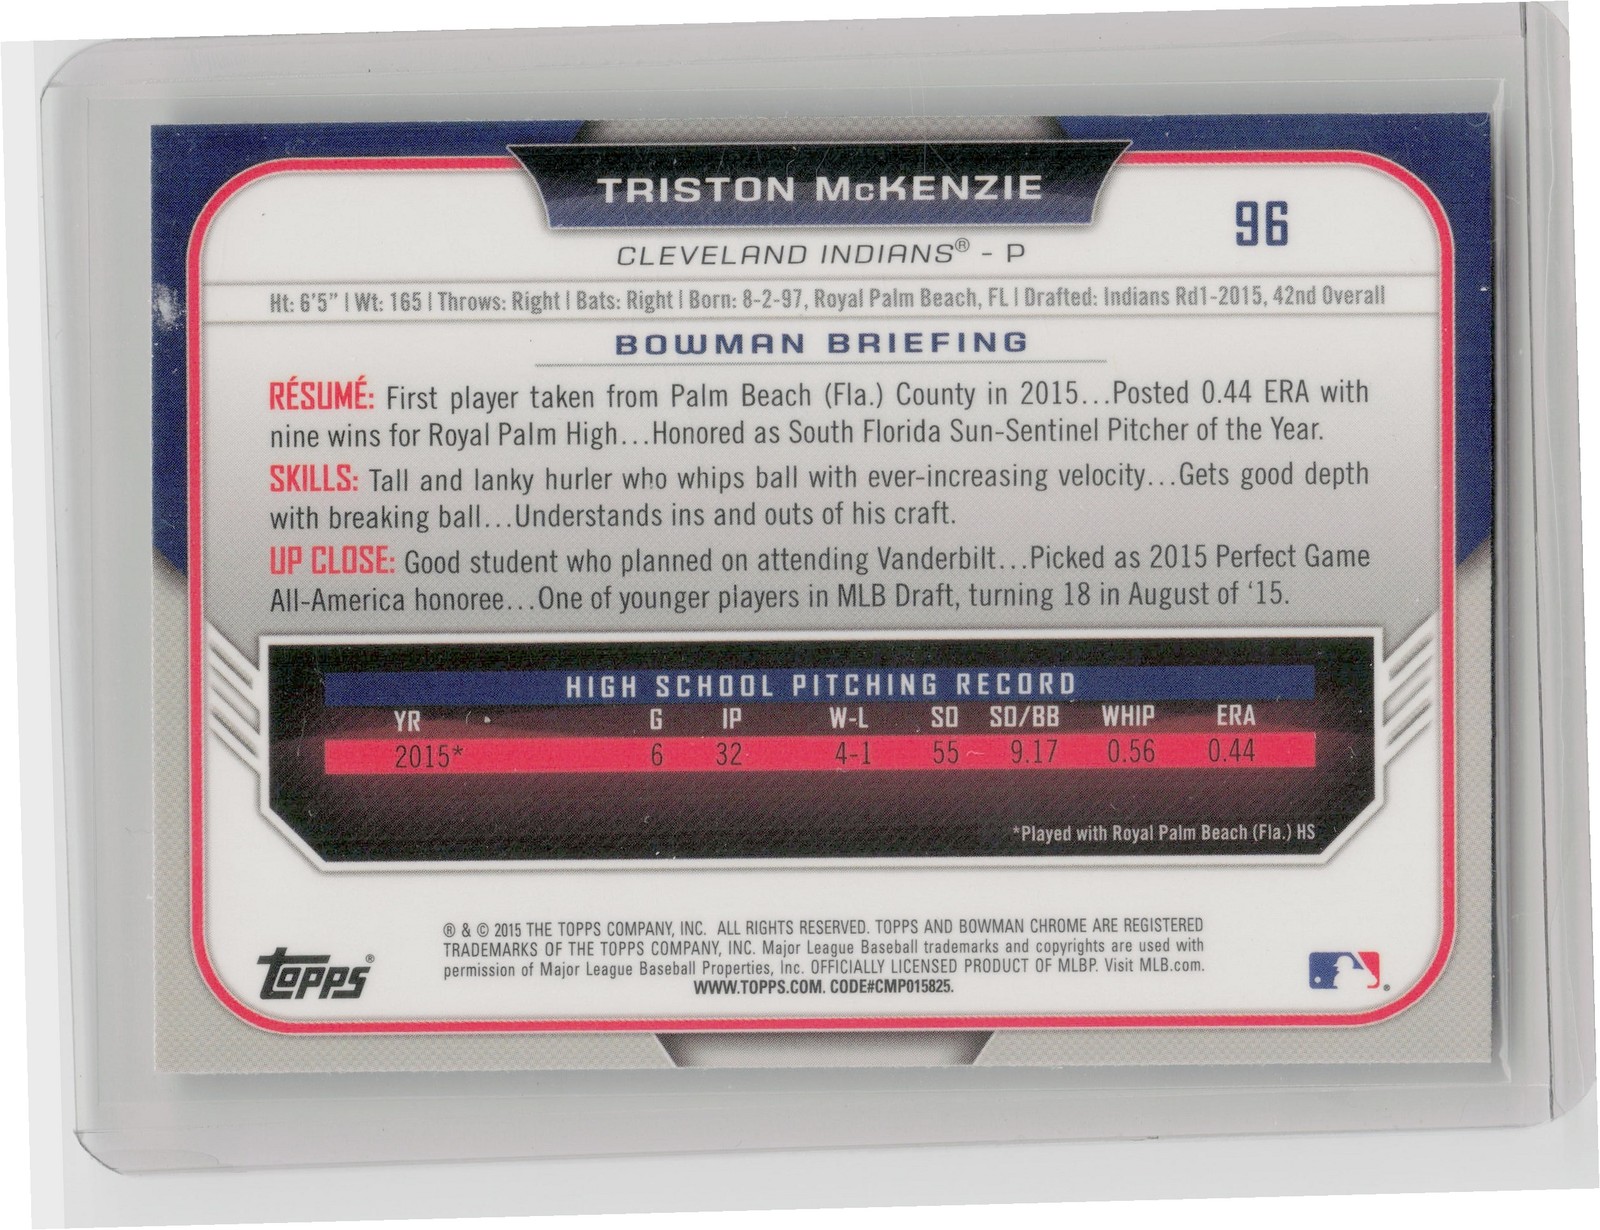 TRISTON McKENZIE
96
CLEVELAND INDIANS® - P
Ht: 6'5" | Wt: 165 | Throws: Right | Bats: Right | Born: 8-2-97, Royal Palm Beach, FL | Drafted: Indians Rd1-2015, 42nd Overall
BOWMAN BRIEFING
RÉSUMÉ: First player taken from Palm Beach (Fla.) County in 2015...Posted 0.44 ERA with
nine wins for Royal Palm High...Honored as South Florida Sun-Sentinel Pitcher of the Year.
SKILLS: Tall and lanky hurler who whips ball with ever-increasing velocity...Gets good depth
with breaking ball...Understands ins and outs of his craft.
UP CLOSE: Good student who planned on attending Vanderbilt...Picked as 2015 Perfect Game
All-America honoree...One of younger players in MLB Draft, turning 18 in August of ‘15.
HIGH SCHOOL PITCHING RECORD
YR G IP W-L SO SO/BB WHIP ERA
2015* 6 32 4-1 55 9.17 0.56 0.44
*Played with Royal Palm Beach (Fla.) HS
® & © 2015 THE TOPPS COMPANY, INC. ALL RIGHTS RESERVED. TOPPS AND BOWMAN CHROME ARE REGISTERED
TRADEMARKS OF THE TOPPS COMPANY, INC. Major League Baseball trademarks and copyrights are used with
permission of Major League Baseball Properties, Inc. OFFICIALLY LICENSED PRODUCT OF MLBP. Visit MLB.com.
WWW.TOPPS.COM. CODE#CMP015825.
Topps®